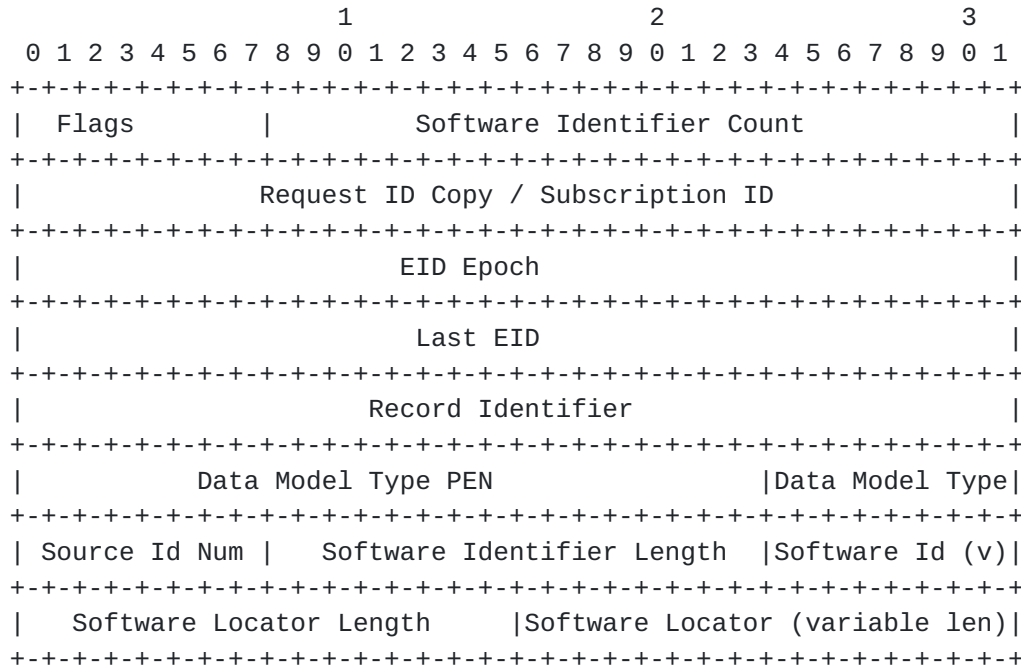 1                   2                   3
 0 1 2 3 4 5 6 7 8 9 0 1 2 3 4 5 6 7 8 9 0 1 2 3 4 5 6 7 8 9 0 1
+-+-+-+-+-+-+-+-+-+-+-+-+-+-+-+-+-+-+-+-+-+-+-+-+-+-+-+-+-+-+-+-+
|  Flags        |         Software Identifier Count             |
+-+-+-+-+-+-+-+-+-+-+-+-+-+-+-+-+-+-+-+-+-+-+-+-+-+-+-+-+-+-+-+-+
|               Request ID Copy / Subscription ID               |
+-+-+-+-+-+-+-+-+-+-+-+-+-+-+-+-+-+-+-+-+-+-+-+-+-+-+-+-+-+-+-+-+
|                        EID Epoch                              |
+-+-+-+-+-+-+-+-+-+-+-+-+-+-+-+-+-+-+-+-+-+-+-+-+-+-+-+-+-+-+-+-+
|                         Last EID                              |
+-+-+-+-+-+-+-+-+-+-+-+-+-+-+-+-+-+-+-+-+-+-+-+-+-+-+-+-+-+-+-+-+
|                      Record Identifier                        |
+-+-+-+-+-+-+-+-+-+-+-+-+-+-+-+-+-+-+-+-+-+-+-+-+-+-+-+-+-+-+-+-+
|           Data Model Type PEN                 |Data Model Type|
+-+-+-+-+-+-+-+-+-+-+-+-+-+-+-+-+-+-+-+-+-+-+-+-+-+-+-+-+-+-+-+-+
| Source Id Num |   Software Identifier Length  |Software Id (v)|
+-+-+-+-+-+-+-+-+-+-+-+-+-+-+-+-+-+-+-+-+-+-+-+-+-+-+-+-+-+-+-+-+
|   Software Locator Length     |Software Locator (variable len)|
+-+-+-+-+-+-+-+-+-+-+-+-+-+-+-+-+-+-+-+-+-+-+-+-+-+-+-+-+-+-+-+-+